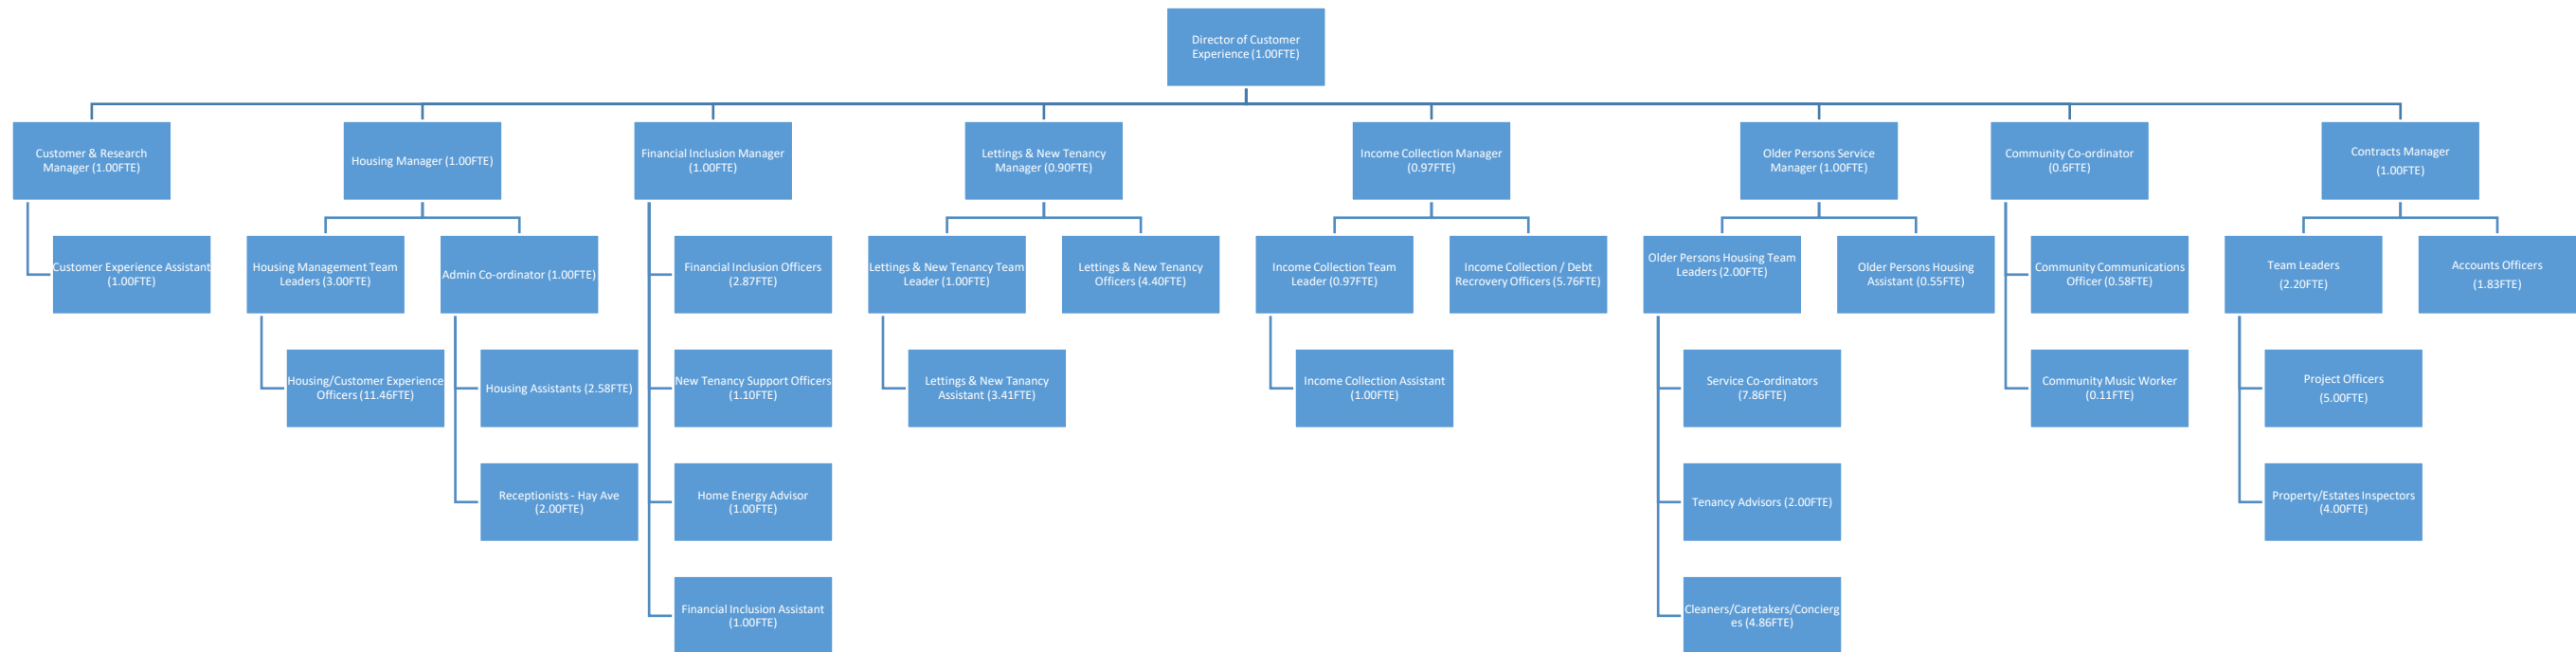 Director of Customer
Experience (1.00FTE)
Customer & Research
Manager (1.00FTE)
Housing Manager (1.00FTE)
Financial Inclusion Manager
(1.00FTE)
Lettings & New Tenancy
Manager (0.90FTE)
Income Collection Manager
(0.97FTE)
Older Persons Service
Manager (1.00FTE)
Community Co-ordinator
(0.6FTE)
Contracts Manager
(1.00FTE)
Customer Experience Assistant
(1.00FTE)
Housing Management Team
Leaders (3.00FTE)
Admin Co-ordinator (1.00FTE)
Financial Inclusion Officers
(2.87FTE)
Lettings & New Tenancy Team
Leader (1.00FTE)
Lettings & New Tenancy
Officers (4.40FTE)
Income Collection Team
Leader (0.97FTE)
Income Collection / Debt
Recovery Officers (5.76FTE)
Older Persons Housing Team
Leaders (2.00FTE)
Older Persons Housing
Assistant (0.55FTE)
Community Communications
Officer (0.58FTE)
Team Leaders
(2.20FTE)
Accounts Officers
(1.83FTE)
Housing/Customer Experience
Officers (11.46FTE)
Housing Assistants (2.58FTE)
New Tenancy Support Officers
(1.10FTE)
Lettings & New Tanancy
Assistant (3.41FTE)
Income Collection Assistant
(1.00FTE)
Service Co-ordinators
(7.86FTE)
Community Music Worker
(0.11FTE)
Project Officers
(5.00FTE)
Receptionists - Hay Ave
(2.00FTE)
Home Energy Advisor
(1.00FTE)
Tenancy Advisors (2.00FTE)
Property/Estates Inspectors
(4.00FTE)
Financial Inclusion Assistant
(1.00FTE)
Cleaners/Caretakers/Concierg
es (4.86FTE)